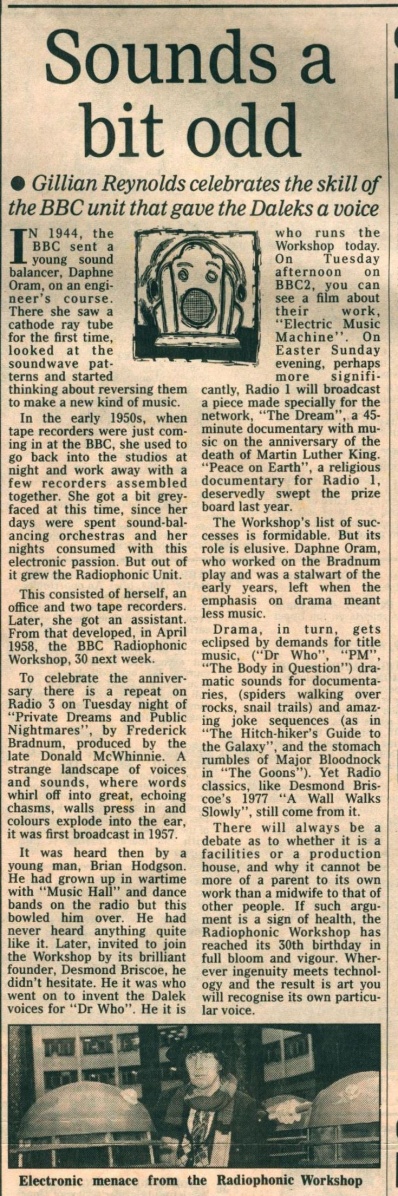 Sounds a
bit odd
● Gillian Reynolds celebrates the skill of
the BBC unit that gave the Daleks a voice
IN 1944, the
BBC sent a
young sound
balancer, Daphne
Oram, on an engi-
neer's course.
There she saw a
cathode ray tube
for the first time,
looked at the
soundwave pat-
terns and started
thinking about reversing them
to make a new kind of music.
In the early 1950s, when
tape recorders were just com-
ing in at the BBC, she used to
go back into the studios at
night and work away with a
few recorders assembled
together. She got a bit grey-
faced at this time, since her
days were spent sound-bal-
ancing orchestras and her
nights consumed with this
electronic passion. But out of
it grew the Radiophonic Unit.
This consisted of herself, an
office and two tape recorders.
Later, she got an assistant.
From that developed, in April
1958, the BBC Radiophonic
Workshop, 30 next week.
To celebrate the anniver-
sary there is a repeat on
Radio 3 on Tuesday night of
"Private Dreams and Public
Nightmares", by Frederick
Bradnum, produced by the
late Donald McWhinnie. A
strange landscape of voices
and sounds, where words
whirl off into great, echoing
chasms, walls press in and
colours explode into the ear,
it was first broadcast in 1957.
It was heard then by a
young man, Brian Hodgson.
He had grown up in wartime
with "Music Hall" and dance
bands on the radio but this
bowled him over. He had
never heard anything quite
like it. Later, invited to join
the Workshop by its brilliant
founder, Desmond Briscoe, he
didn't hesitate. He it was who
went on to invent the Dalek
voices for "Dr Who". He it is
who runs the
Workshop today.
On Tuesday
afternoon on
BBC2, you can
see a film about
their work,
"Electric Music
Machine". On
Easter Sunday
evening, perhaps
more signifi-
cantly, Radio 1 will broadcast
a piece made specially for the
network, "The Dream", a 45-
minute documentary with mu-
sic on the anniversary of the
death of Martin Luther King.
"Peace on Earth", a religious
documentary for Radio 1,
deservedly swept the prize
board last year.
The Workshop's list of suc-
cesses is formidable. But its
role is elusive. Daphne Oram,
who worked on the Bradnum
play and was a stalwart of the
early years, left when the
emphasis on drama meant
less music.
Drama, in turn, gets
eclipsed by demands for title
music, ("Dr Who", "PM",
"The Body in Question") dra-
matic sounds for documenta-
ries, (spiders walking over
rocks, snail trails) and amaz-
ing joke sequences (as in
"The Hitch-hiker's Guide to
the Galaxy", and the stomach
rumbles of Major Bloodnock
in "The Goons"). Yet Radio
classics, like Desmond Bris-
coe's 1977 "A Wall Walks
Slowly", still come from it.
There will always be a
debate as to whether it is a
facilities or a production
house, and why it cannot be
more of a parent to its own
work than a midwife to that of
other people. If such argu-
ment is a sign of health, the
Radiophonic Workshop has
reached its 30th birthday in
full bloom and vigour. Wher-
ever ingenuity meets technol-
ogy and the result is art you
will recognise its own particu-
lar voice.
Electronic menace from the Radiophonic Workshop